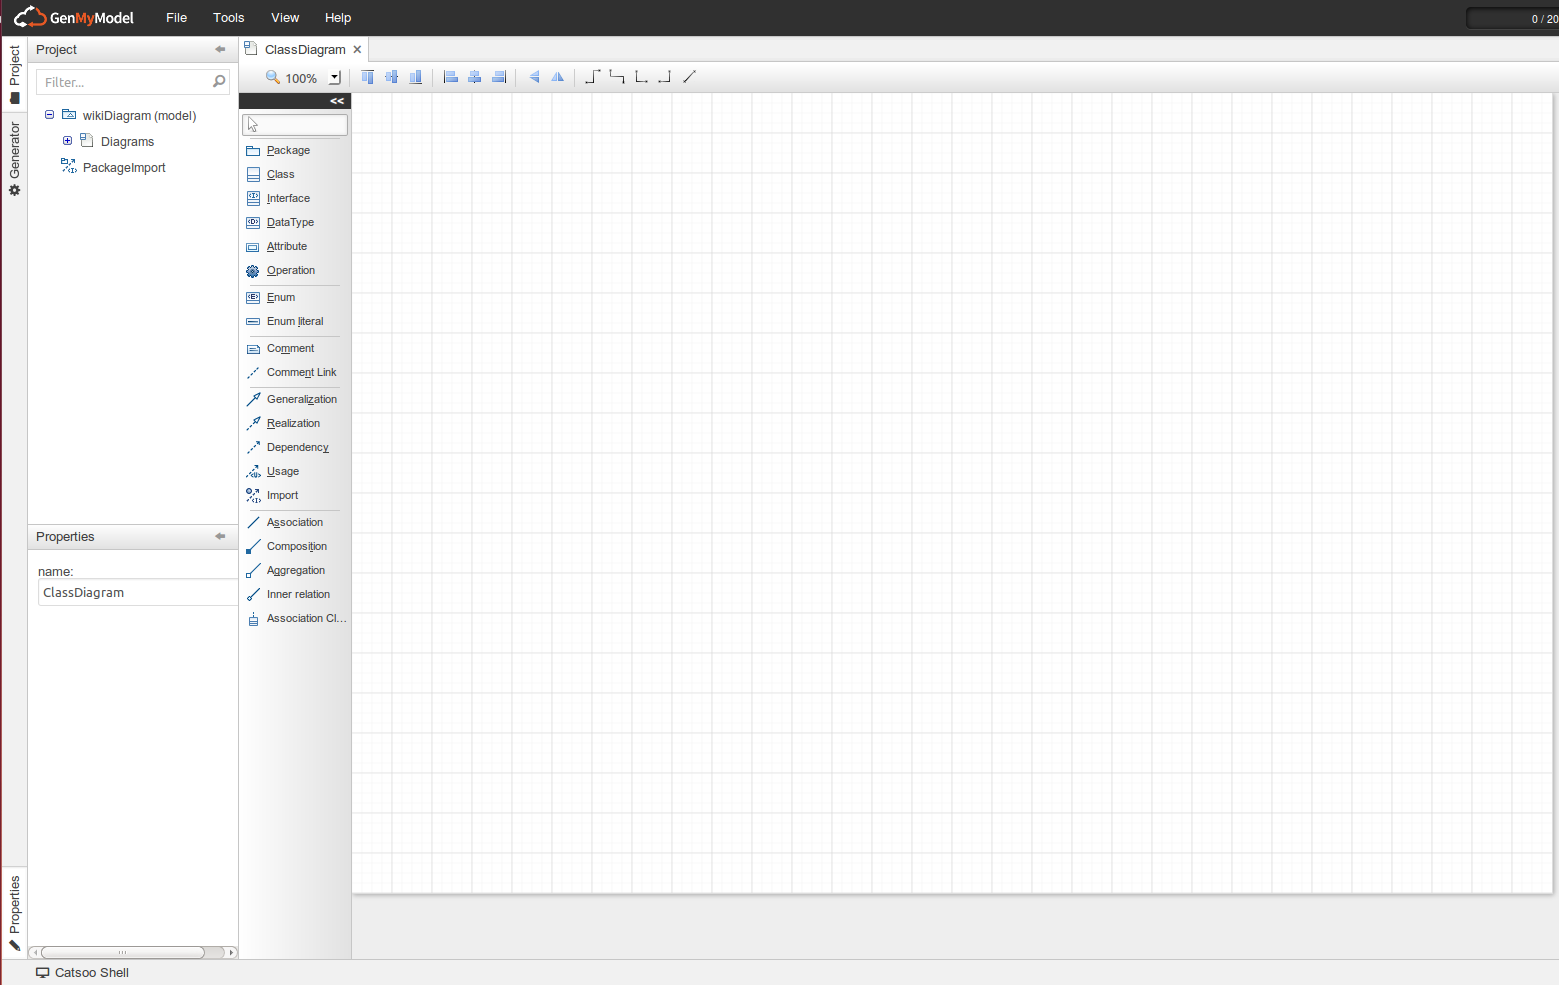 GenMyModel File Tools View Help 0 / 20
Project
Generator
Properties
Project
Filter...
wikiDiagram (model)
Diagrams
PackageImport
Properties
name:
ClassDiagram
ClassDiagram
100%
<<
Package
Class
Interface
DataType
Attribute
Operation
Enum
Enum literal
Comment
Comment Link
Generalization
Realization
Dependency
Usage
Import
Association
Composition
Aggregation
Inner relation
Association Cl...
Catsoo Shell